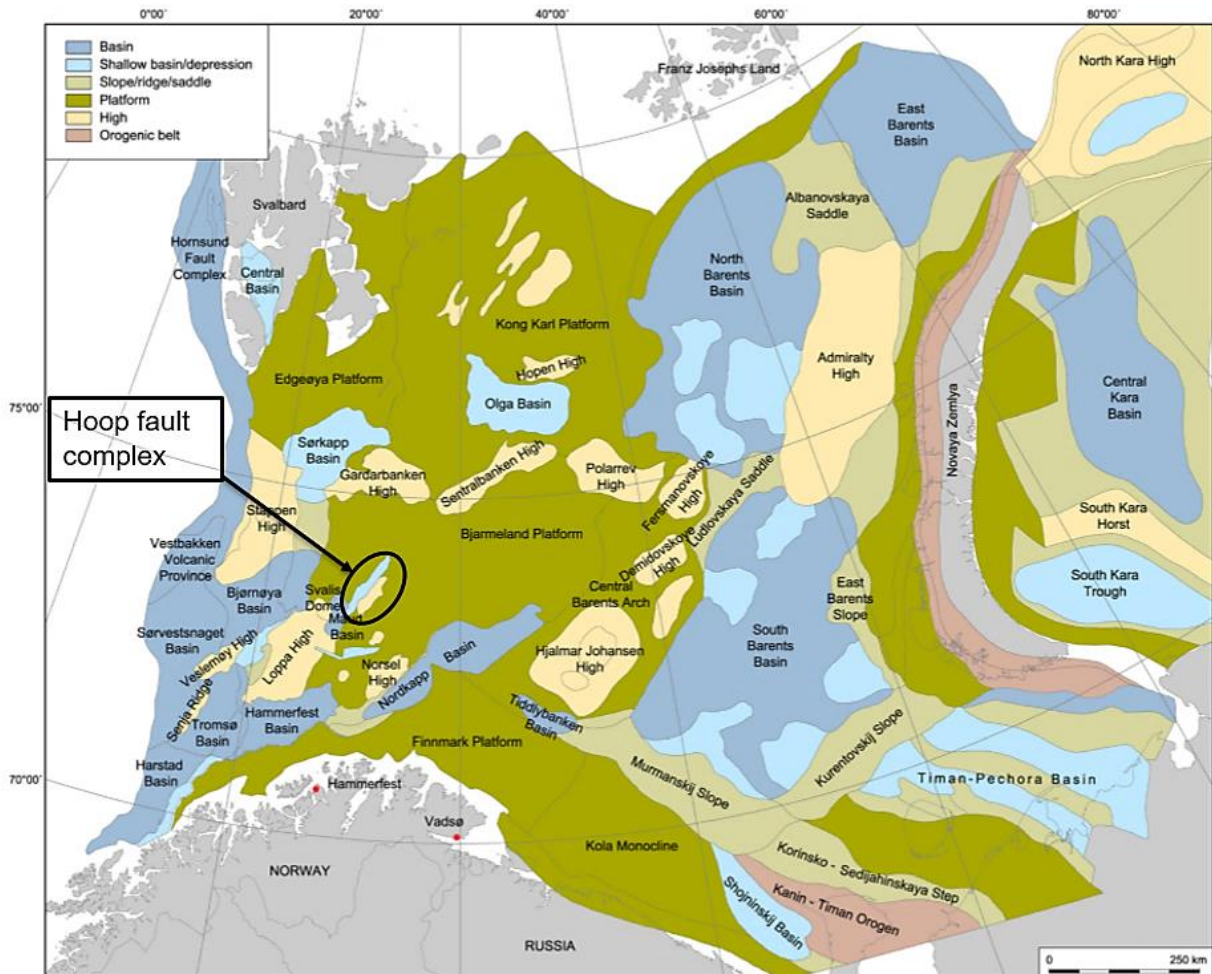 0°00´
20°00´
40°00´
60°00´
80°00´
Basin
Shallow basin/depression
Slope/ridge/saddle
Platform
High
Orogenic belt
Franz Josephs Land
North Kara High
East
Barents
Basin
Svalbard
Albanovskaya
Saddle
Hornsund
Fault
Complex
Central
Basin
North
Barents
Basin
Kong Karl Platform
Hopen High
Admiralty
High
Edgeøya Platform
Olga Basin
Central
Kara
Basin
Novaya Zemlya
75°00´
Hoop fault
complex
Sørkapp
Basin
Gardarbanken
High
Sentralbanken High
Polarrev
High
Fersmanovskoye
High
Ludlovskaya Saddle
Stappen
High
South Kara
Horst
Vestbakken
Volcanic
Province
Bjarmeland Platform
Demidovskoye
High
South Kara
Trough
Bjørnøya
Basin
Svalis
Dome
Maud
Basin
Central
Barents Arch
East
Barents
Slope
Sørvestsnaget
Basin
Veslemøy High
Loppa High
Norsel
High
Nordkapp
Basin
Hjalmar Johansen
High
South
Barents
Basin
Senja Ridge
Tromsø
Basin
Hammerfest
Basin
Tiddlybanken
Basin
Harstad
Basin
Finnmark Platform
Murmanskij Slope
Kurentovskij Slope
Timan-Pechora Basin
70°00´
Hammerfest
Vadsø
Kola Monocline
NORWAY
Korinsko - Sedijahinskaya Step
Shojninskij Basin
Kanin - Timan Orogen
RUSSIA
0
250 km